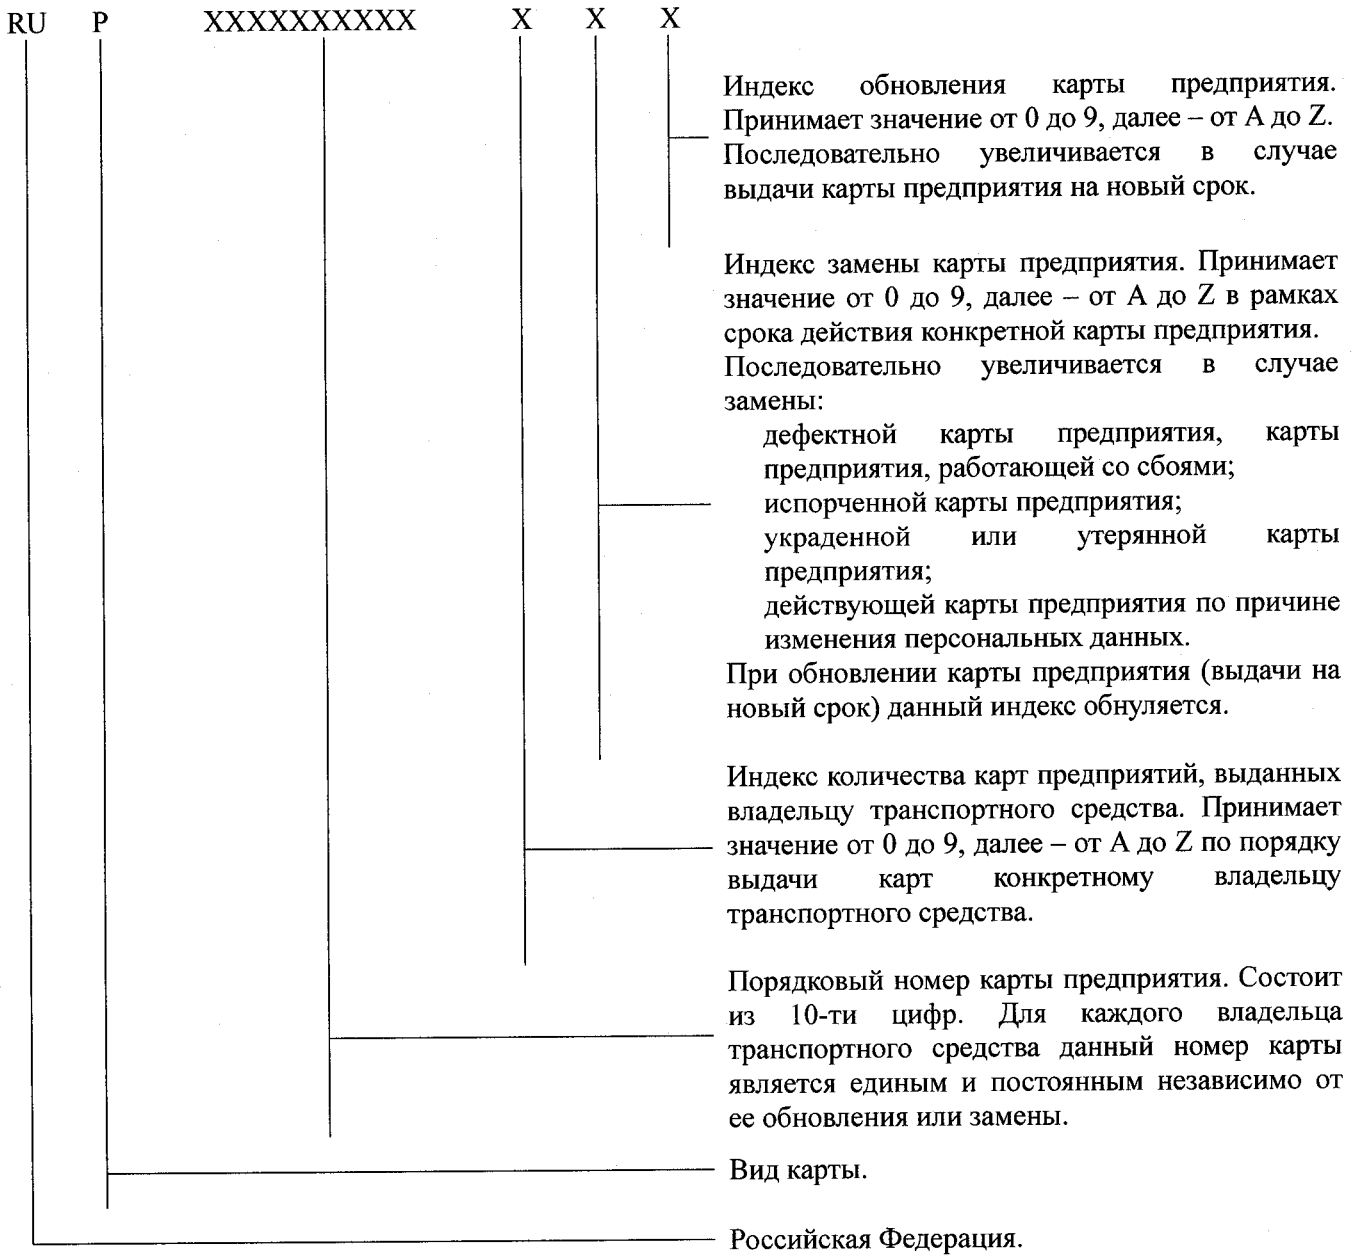 RU P XXXXXXXXXX X X X
Индекс обновления карты предприятия.
Принимает значение от 0 до 9, далее – от A до Z.
Последовательно увеличивается в случае
выдачи карты предприятия на новый срок.
Индекс замены карты предприятия. Принимает
значение от 0 до 9, далее – от A до Z в рамках
срока действия конкретной карты предприятия.
Последовательно увеличивается в случае
замены:
дефектной карты предприятия, карты
предприятия, работающей со сбоями;
испорченной карты предприятия;
украденной или утерянной карты
предприятия;
действующей карты предприятия по причине
изменения персональных данных.
При обновлении карты предприятия (выдачи на
новый срок) данный индекс обнуляется.
Индекс количества карт предприятий, выданных
владельцу транспортного средства. Принимает
значение от 0 до 9, далее – от A до Z по порядку
выдачи карт конкретному владельцу
транспортного средства.
Порядковый номер карты предприятия. Состоит
из 10-ти цифр. Для каждого владельца
транспортного средства данный номер карты
является единым и постоянным независимо от
ее обновления или замены.
Вид карты.
Российская Федерация.